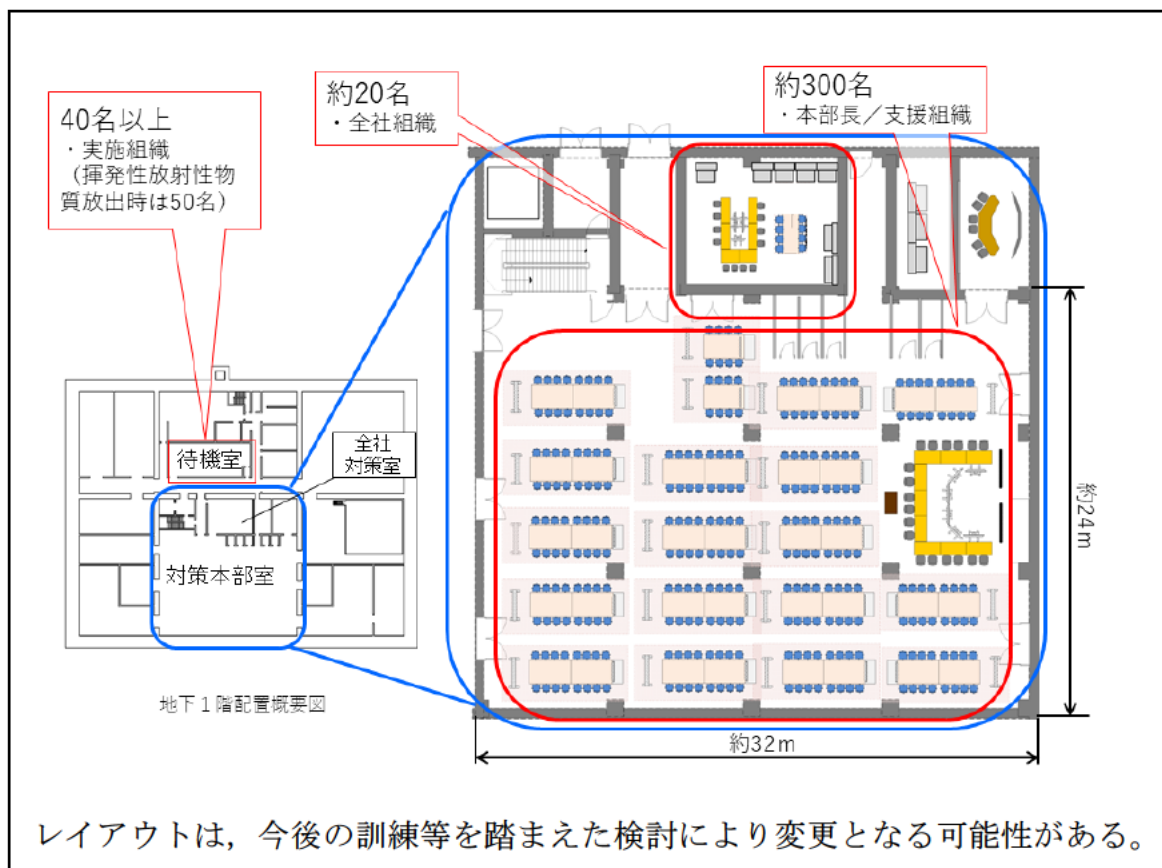 40名以上
・実施組織
（揮発性放射性物
質放出時は50名）
約20名
・全社組織
約300名
・本部長／支援組織
待機室
全社
対策室
対策本部室
地下１階配置概要図
約24m
約32m
レイアウトは，今後の訓練等を踏まえた検討により変更となる可能性がある。